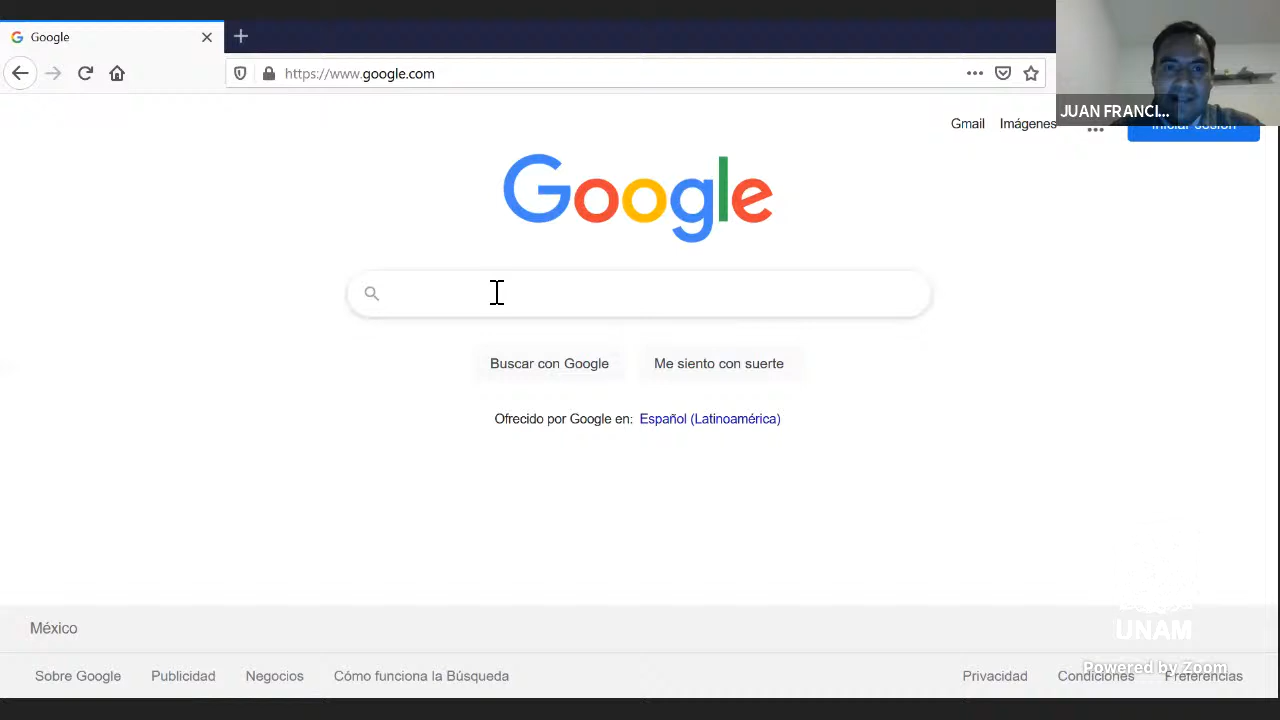 Google
https://www.google.com
JUAN FRANCI...
Gmail Imágenes
Iniciar sesión
Google
Buscar con Google Me siento con suerte
Ofrecido por Google en: Español (Latinoamérica)
México
UNAM
Powered by Zoom
Sobre Google Publicidad Negocios Cómo funciona la Búsqueda Privacidad Condiciones Preferencias